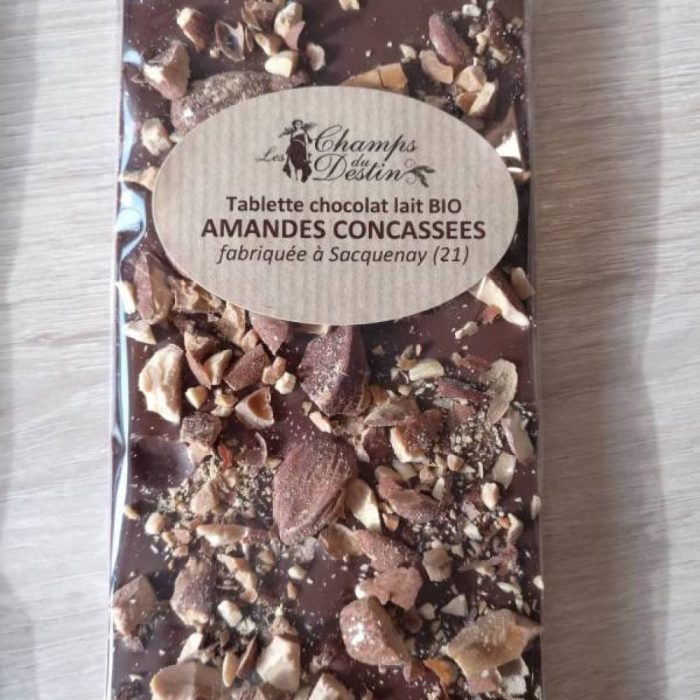 Les Champs
du
Destin
Tablette chocolat lait BIO
AMANDES CONCASSEES
fabriquée à Sacquenay (21)